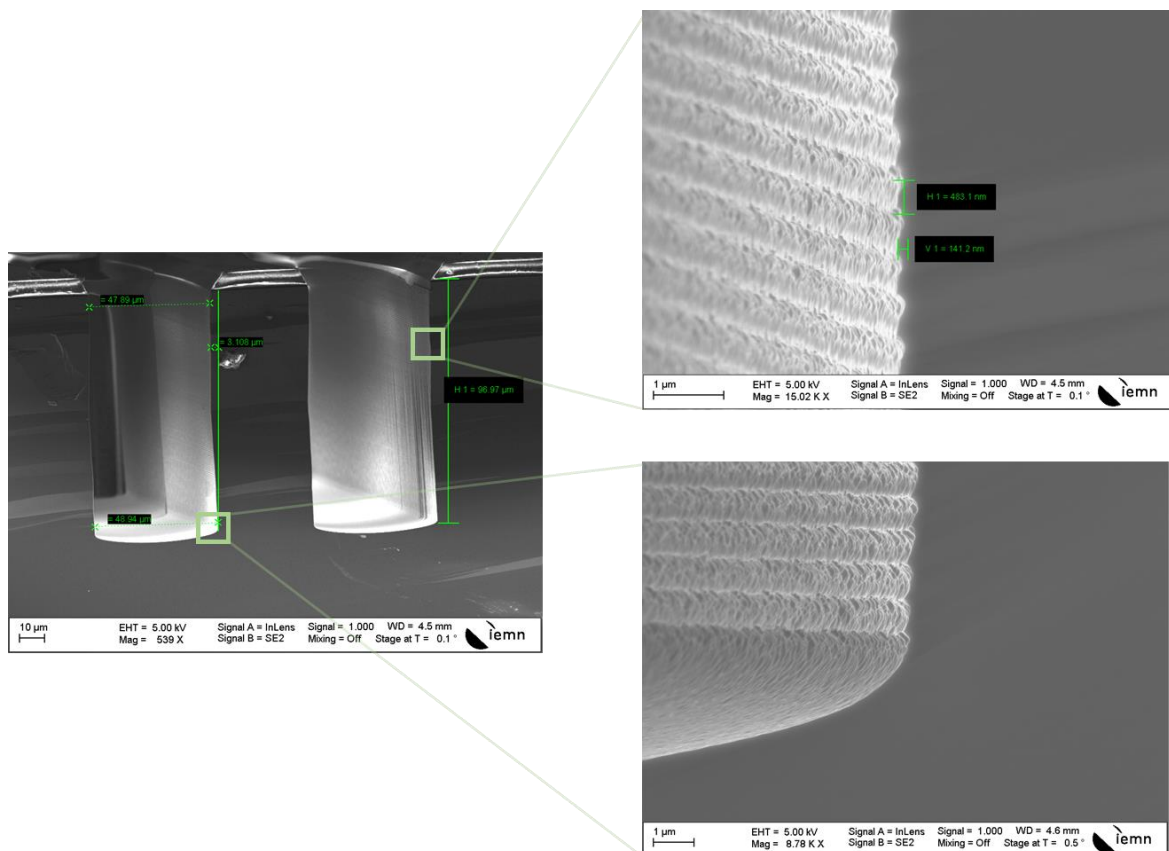 H 1 = 483.1 nm
V 1 = 141.2 nm
1 µm
EHT = 5.00 kV
Mag = 15.02 K X
Signal A = InLens
Signal B = SE2
Signal = 1.000
Mixing = Off
WD = 4.5 mm
Stage at T = 0.1 °
iemn
= 47.89 µm
= 3.108 µm
H 1 = 96.97 µm
= 48.94 µm
10 µm
EHT = 5.00 kV
Mag = 539 X
Signal A = InLens
Signal B = SE2
Signal = 1.000
Mixing = Off
WD = 4.5 mm
Stage at T = 0.1 °
iemn
1 µm
EHT = 5.00 kV
Mag = 8.78 K X
Signal A = InLens
Signal B = SE2
Signal = 1.000
Mixing = Off
WD = 4.6 mm
Stage at T = 0.5 °
iemn